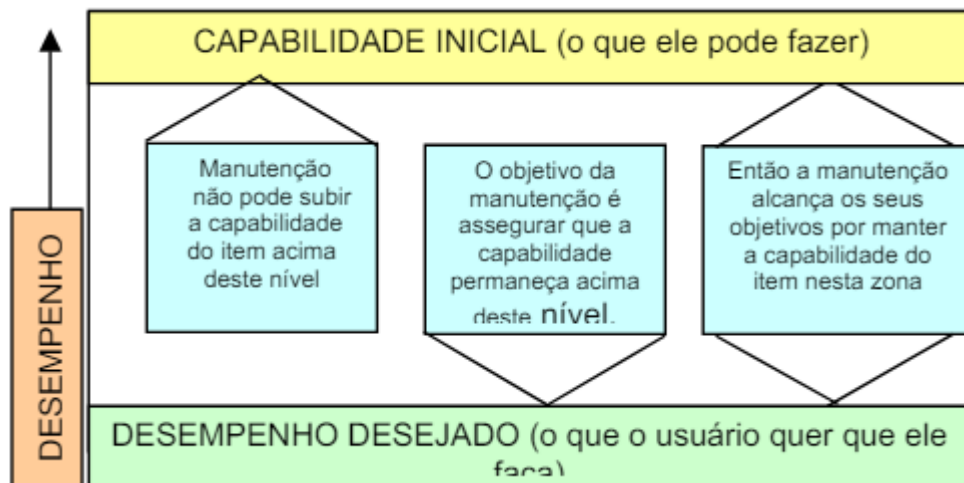 CAPABILIDADE INICIAL (o que ele pode fazer)
Manutenção
não pode subir
a capabilidade
do item acima
deste nível
O objetivo da
manutenção é
assegurar que a
capabilidade
permaneça acima
deste nível.
Então a manutenção
alcança os seus
objetivos por manter
a capabilidade do
item nesta zona
DESEMPENHO
DESEMPENHO DESEJADO (o que o usuário quer que ele
faça)